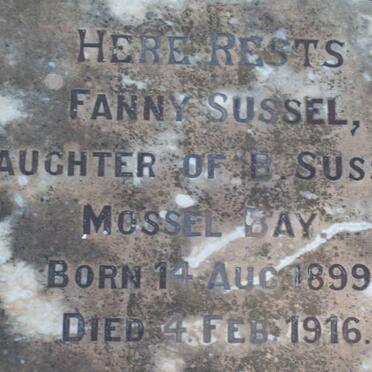 HERE RESTS
FANNY SUSSEL,
AUGHTER OF B. SUSS
MOSSEL BAY.
BORN 14 AUG 1899
DIED 4. FEB. 1916.